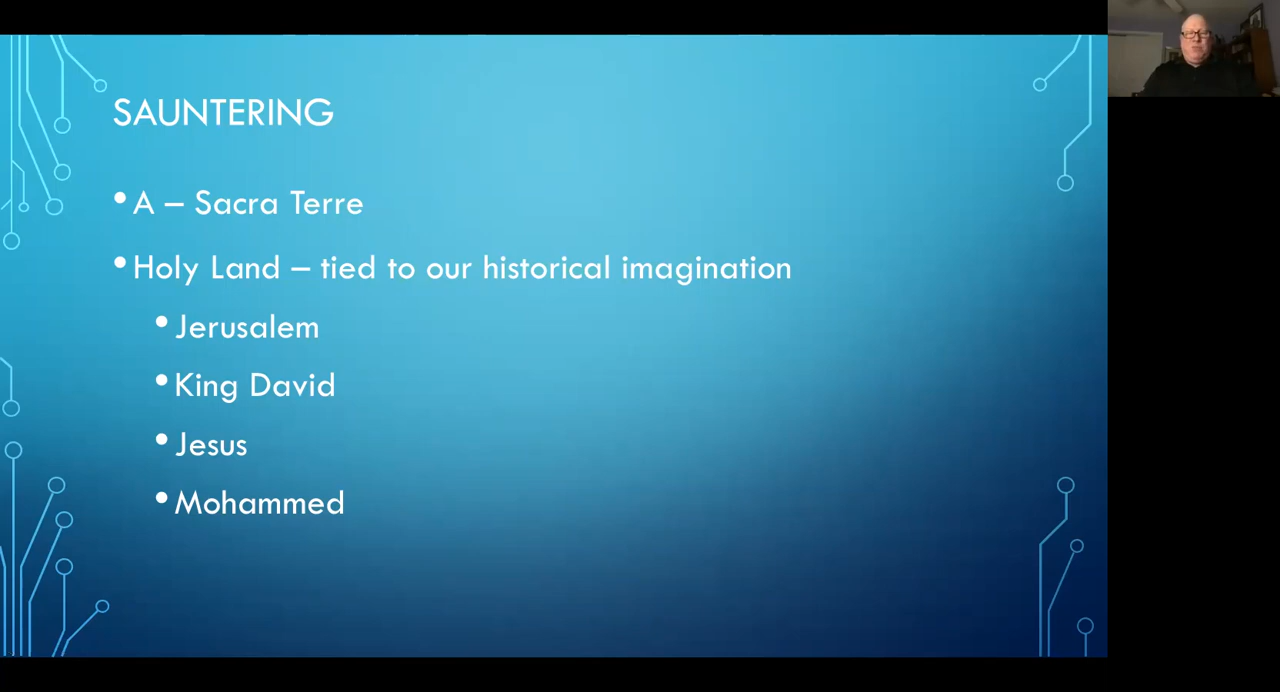 SAUNTERING
•A – Sacra Terre
•Holy Land – tied to our historical imagination
•Jerusalem
•King David
•Jesus
•Mohammed